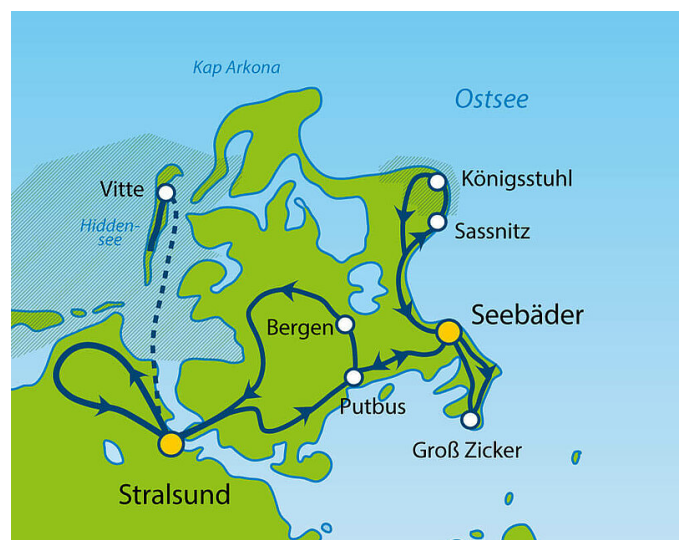 Kap Arkona
Ostsee
Königsstuhl
Vitte
Hidden-
see
Sassnitz
Seebäder
Bergen
Putbus
Groß Zicker
Stralsund